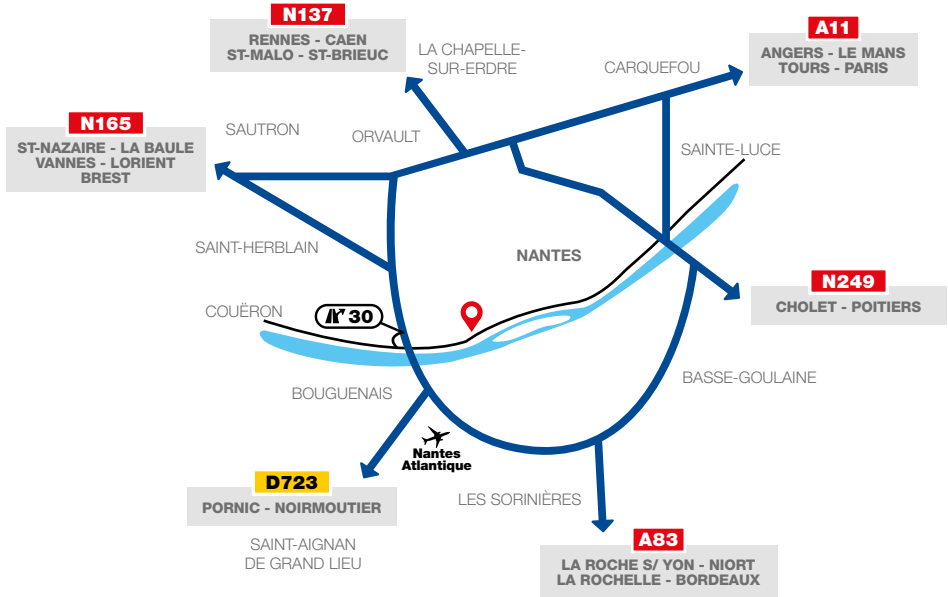 N137
RENNES - CAEN
ST-MALO - ST-BRIEUC
LA CHAPELLE-
SUR-ERDRE
CARQUEFOU
A11
ANGERS - LE MANS
TOURS - PARIS
N165
ST-NAZAIRE - LA BAULE
VANNES - LORIENT
BREST
SAUTRON
ORVAULT
SAINTE-LUCE
SAINT-HERBLAIN
NANTES
N249
CHOLET - POITIERS
COUËRON
30
BOUGUENAIS
BASSE-GOULAINE
Nantes
Atlantique
D723
PORNIC - NOIRMOUTIER
LES SORINIÈRES
SAINT-AIGNAN
DE GRAND LIEU
A83
LA ROCHE S/ YON - NIORT
LA ROCHELLE - BORDEAUX